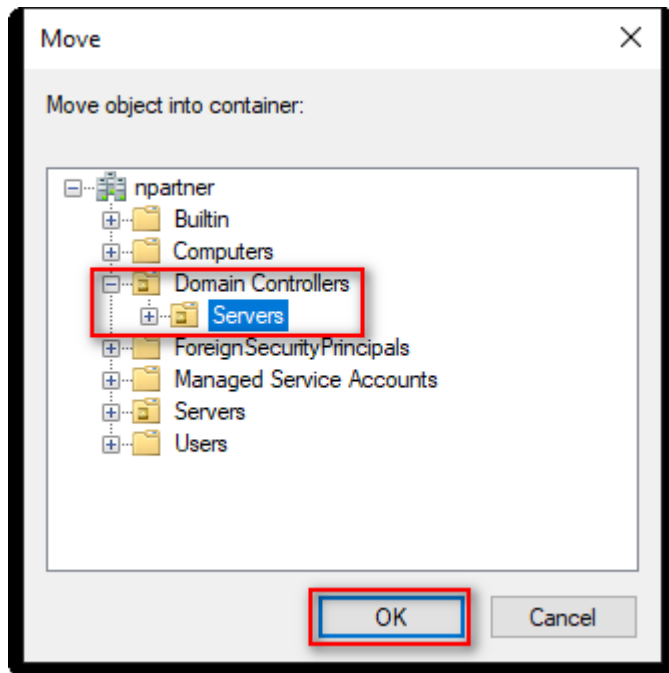 Move
Move object into container:
npartner
Builtin
Computers
Domain Controllers
Servers
ForeignSecurityPrincipals
Managed Service Accounts
Servers
Users
OK
Cancel